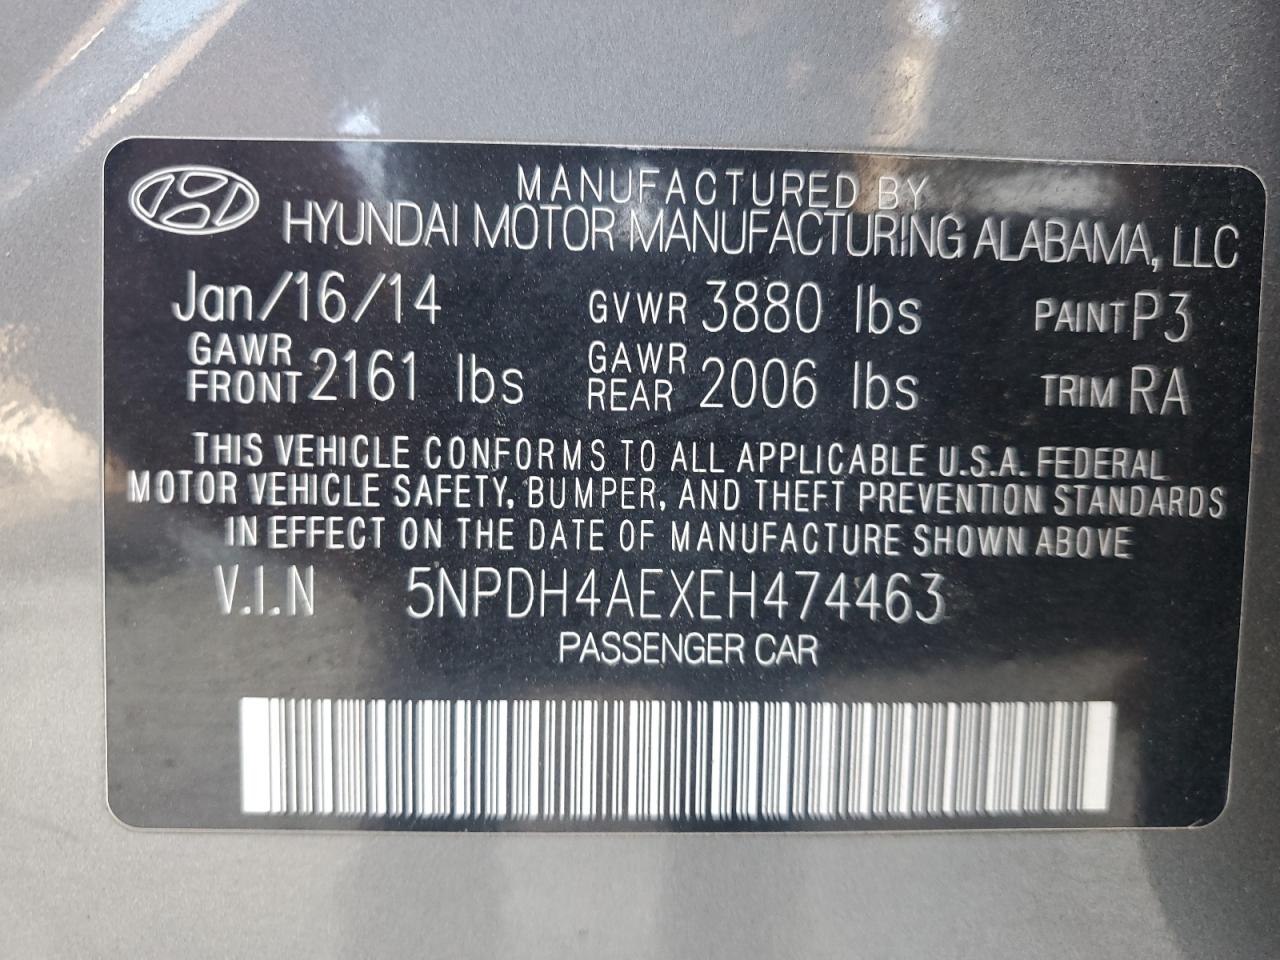 MANUFACTURED BY
HYUNDAI MOTOR MANUFACTURING ALABAMA, LLC
Jan/16/14 GVWR 3880 lbs PAINT P3
GAWR FRONT 2161 lbs GAWR REAR 2006 lbs TRIM RA
THIS VEHICLE CONFORMS TO ALL APPLICABLE U.S.A. FEDERAL
MOTOR VEHICLE SAFETY, BUMPER, AND THEFT PREVENTION STANDARDS
IN EFFECT ON THE DATE OF MANUFACTURE SHOWN ABOVE
V.I.N 5NPDH4AEXEH474463
PASSENGER CAR